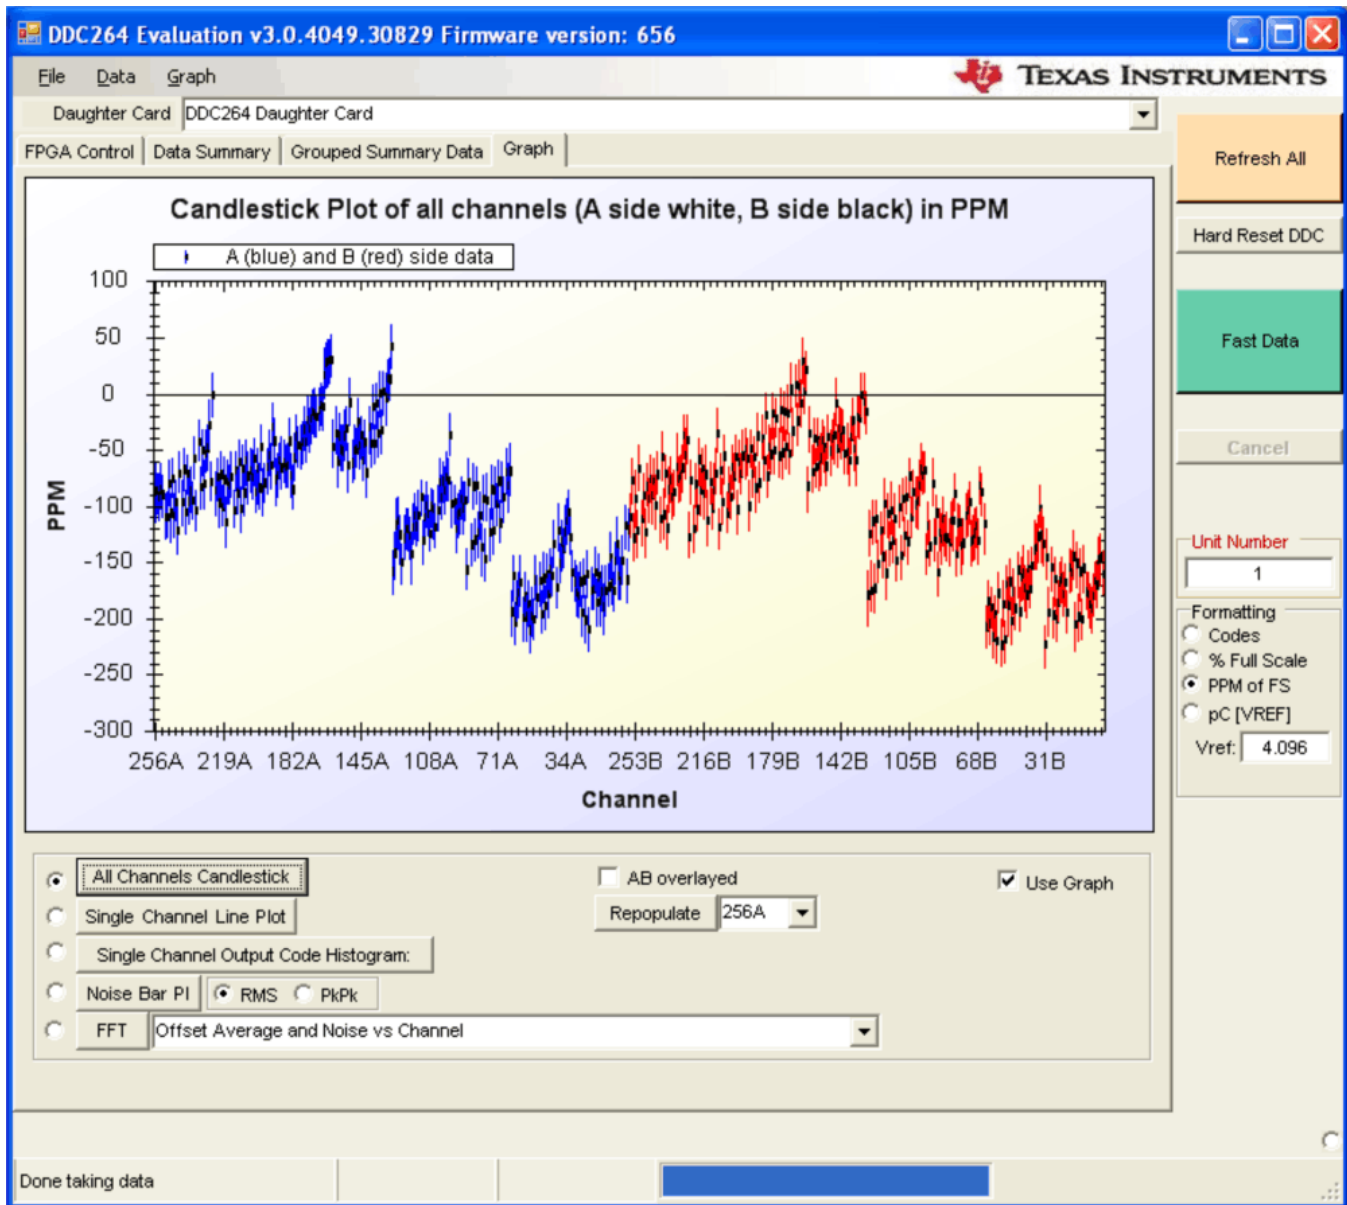 DDC264 Evaluation v3.0.4049.30829 Firmware version: 656
File Data Graph
TEXAS INSTRUMENTS
Daughter Card DDC264 Daughter Card
FPGA Control Data Summary Grouped Summary Data Graph
Refresh All
Hard Reset DDC
Fast Data
Cancel
Unit Number
1
Formatting
Codes
% Full Scale
PPM of FS
pC [VREF]
Vref: 4.096
Candlestick Plot of all channels (A side white, B side black) in PPM
A (blue) and B (red) side data
PPM
100
50
0
-50
-100
-150
-200
-250
-300
256A 219A 182A 145A 108A 71A 34A 253B 216B 179B 142B 105B 68B 31B
Channel
All Channels Candlestick
AB overlayed
Use Graph
Single Channel Line Plot
Repopulate 256A
Single Channel Output Code Histogram:
Noise Bar Pl RMS PkPk
FFT Offset Average and Noise vs Channel
Done taking data